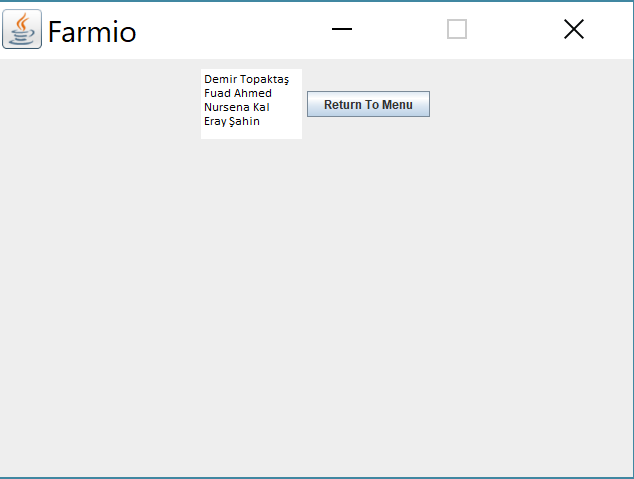 Farmio
Demir Topaktaş
Fuad Ahmed
Nursena Kal
Eray Şahin
Return To Menu